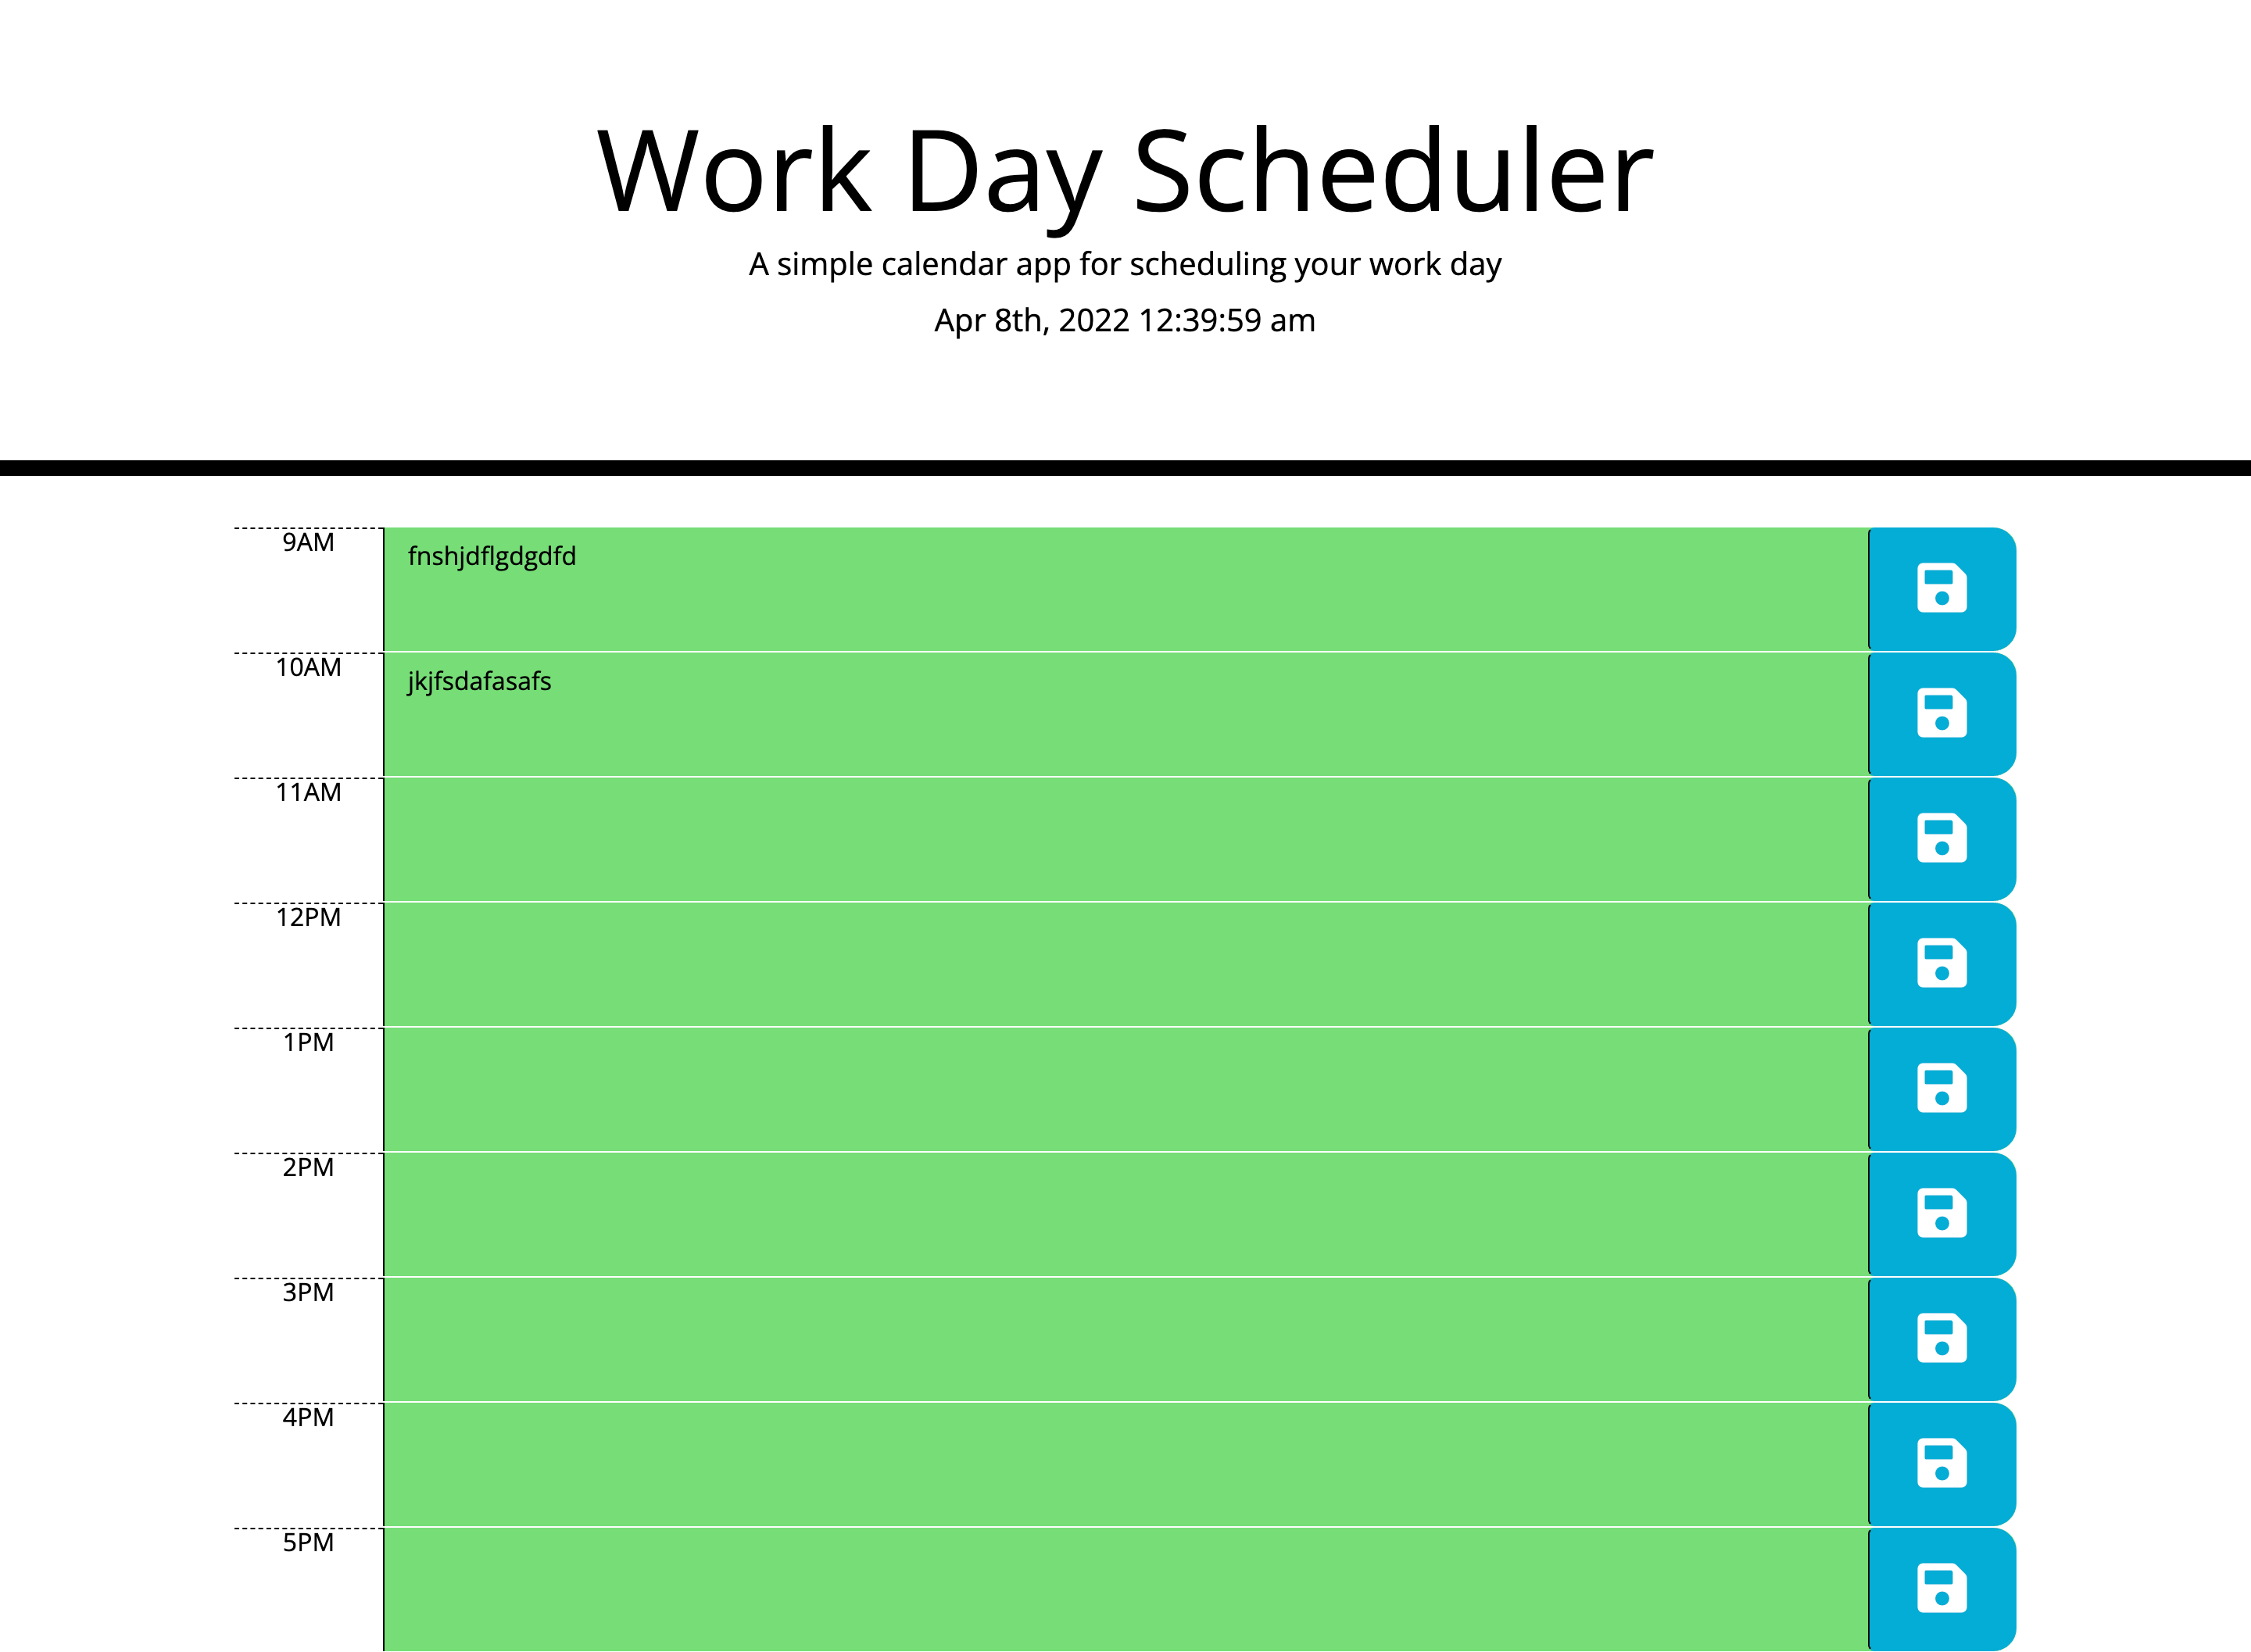 Work Day Scheduler
A simple calendar app for scheduling your work day
Apr 8th, 2022 12:39:59 am
9AM
fnshjdflgdgdfd
10AM
jkjfsdafasafs
11AM
12PM
1PM
2PM
3PM
4PM
5PM